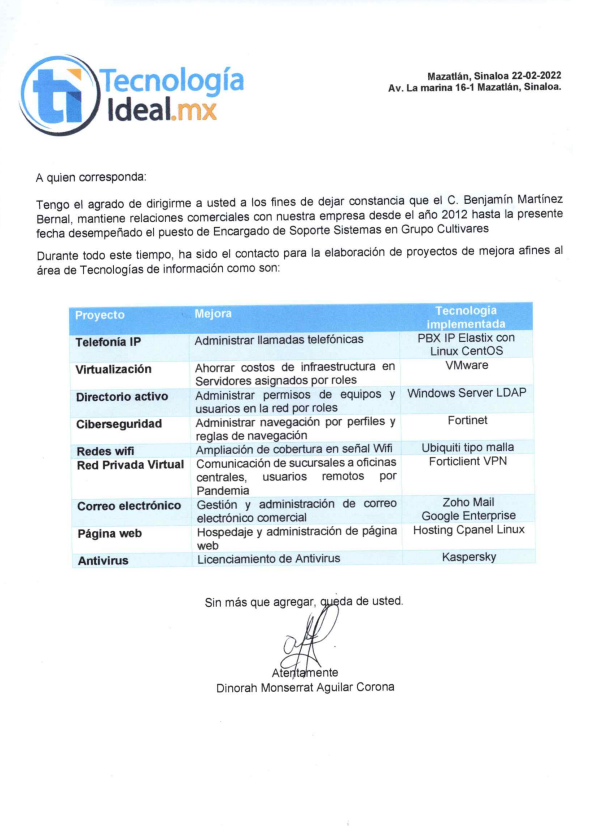 Tecnología
Ideal.mx
Mazatlán, Sinaloa 22-02-2022
Av. La marina 16-1 Mazatlán, Sinaloa.
A quien corresponda:
Tengo el agrado de dirigirme a usted a los fines de dejar constancia que el C. Benjamín Martínez
Bernal, mantiene relaciones comerciales con nuestra empresa desde el año 2012 hasta la presente
fecha desempeñado el puesto de Encargado de Soporte Sistemas en Grupo Cultivares
Durante todo este tiempo, ha sido el contacto para la elaboración de proyectos de mejora afines al
área de Tecnologías de información como son:
Proyecto Mejora Tecnología
implementada
Telefonía IP Administrar llamadas telefónicas PBX IP Elastix con
Linux CentOS
Virtualización Ahorrar costos de infraestructura en VMware
Servidores asignados por roles
Directorio activo Administrar permisos de equipos y Windows Server LDAP
usuarios en la red por roles
Ciberseguridad Administrar navegación por perfiles y Fortinet
reglas de navegación
Redes wifi Ampliación de cobertura en señal Wifi Ubiquiti tipo malla
Red Privada Virtual Comunicación de sucursales a oficinas Forticlient VPN
centrales, usuarios remotos por
Pandemia
Correo electrónico Gestión y administración de correo Zoho Mail
electrónico comercial Google Enterprise
Página web Hospedaje y administración de página Hosting Cpanel Linux
web
Antivirus Licenciamiento de Antivirus Kaspersky
Sin más que agregar, queda de usted.
Atentamente
Dinorah Monserrat Aguilar Corona